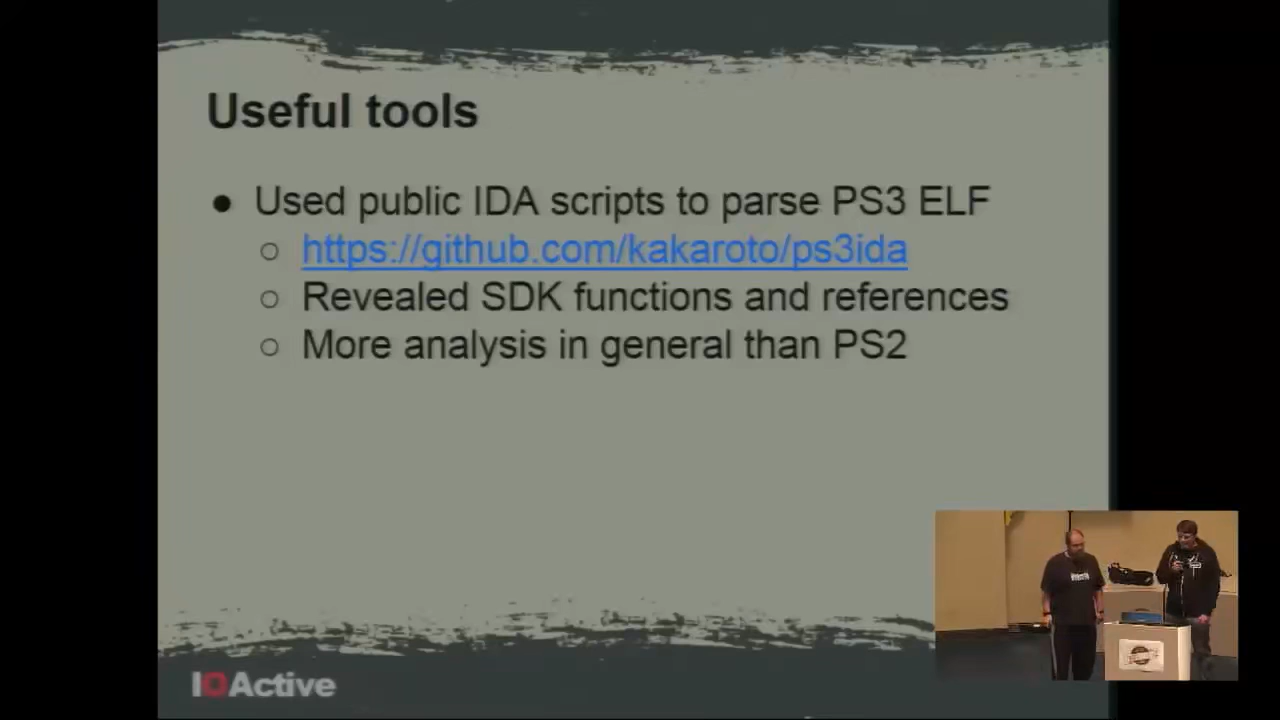 Useful tools
● Used public IDA scripts to parse PS3 ELF
○ https://github.com/kakaroto/ps3ida
○ Revealed SDK functions and references
○ More analysis in general than PS2
IOActive